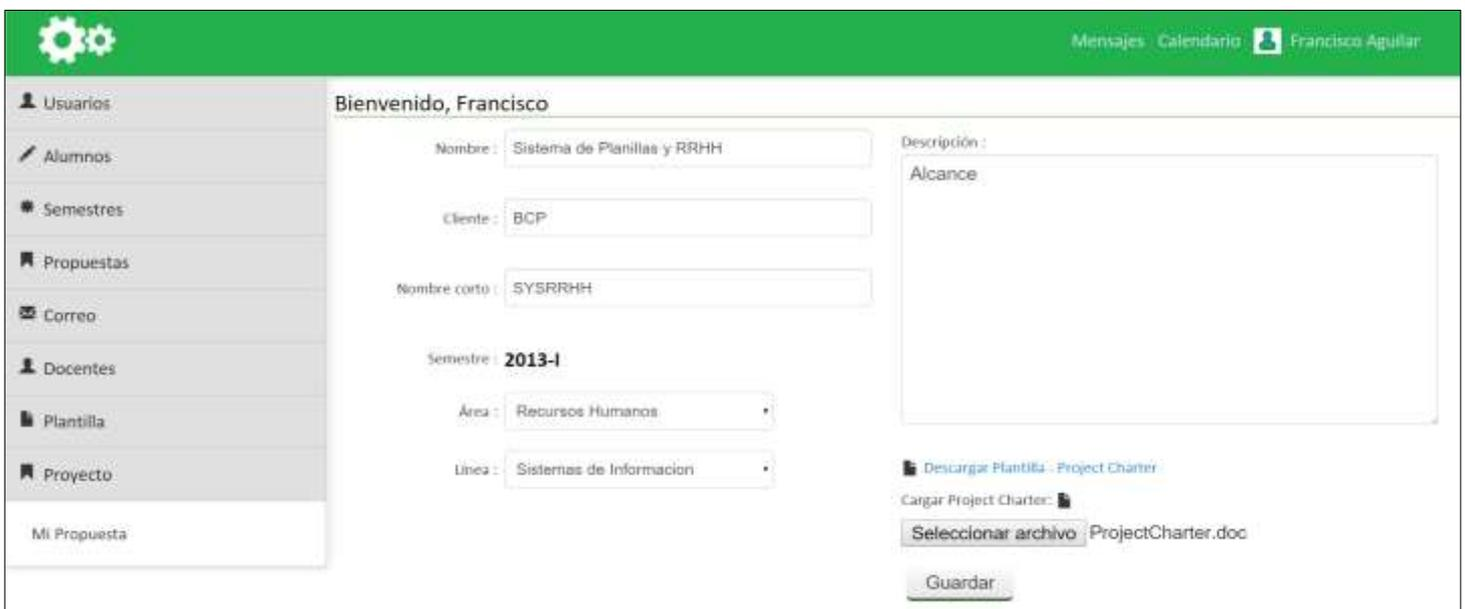 Mensajes Calendario Francisco Aguilar
Usuarios
Alumnos
Semestres
Propuestas
Correo
Docentes
Plantilla
Proyecto
Mi Propuesta
Bienvenido, Francisco
Nombre : Sistema de Planillas y RRHH
Cliente : BCP
Nombre corto : SYSRRHH
Semestre : 2013-I
Área : Recursos Humanos
Línea : Sistemas de Informacion
Descripción :
Alcance
Descargar Plantilla - Project Charter
Cargar Project Charter:
Seleccionar archivo ProjectCharter.doc
Guardar